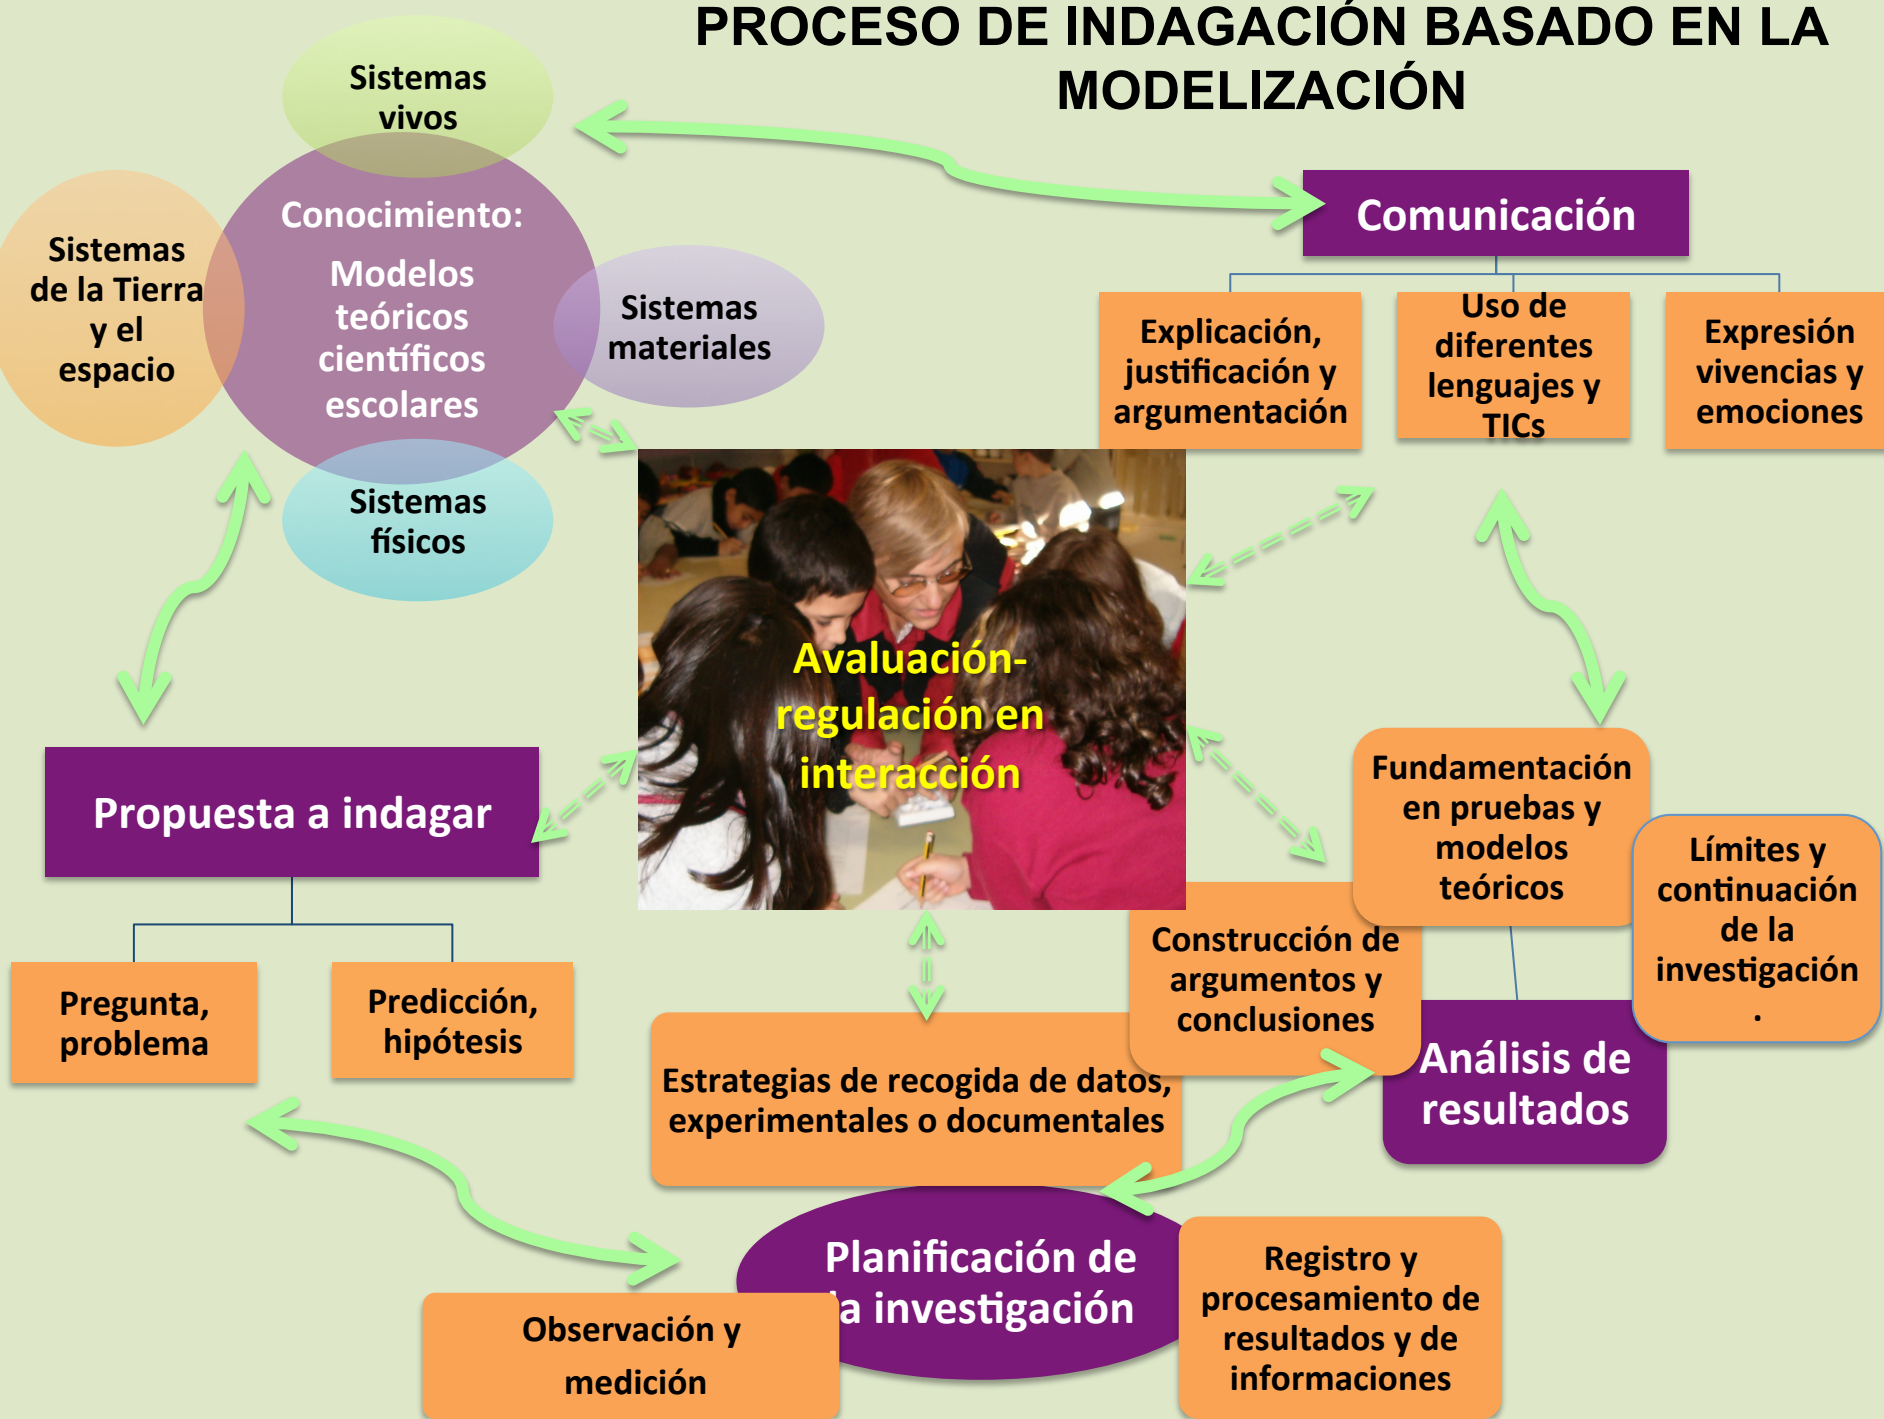 PROCESO DE INDAGACIÓN BASADO EN LA
MODELIZACIÓN
Sistemas
vivos
Conocimiento:
Modelos
teóricos
científicos
escolares
Sistemas
de la Tierra
y el
espacio
Sistemas
materiales
Sistemas
físicos
Comunicación
Explicación,
justificación y
argumentación
Uso de
diferentes
lenguajes y
TICs
Expresión
vivencias y
emociones
Avaluación-
regulación en
interacción
Propuesta a indagar
Pregunta,
problema
Predicción,
hipótesis
Fundamentación
en pruebas y
modelos
teóricos
Límites y
continuación
de la
investigación
.
Construcción de
argumentos y
conclusiones
Análisis de
resultados
Estrategias de recogida de datos,
experimentales o documentales
Planificación de
la investigación
Observación y
medición
Registro y
procesamiento de
resultados y de
informaciones